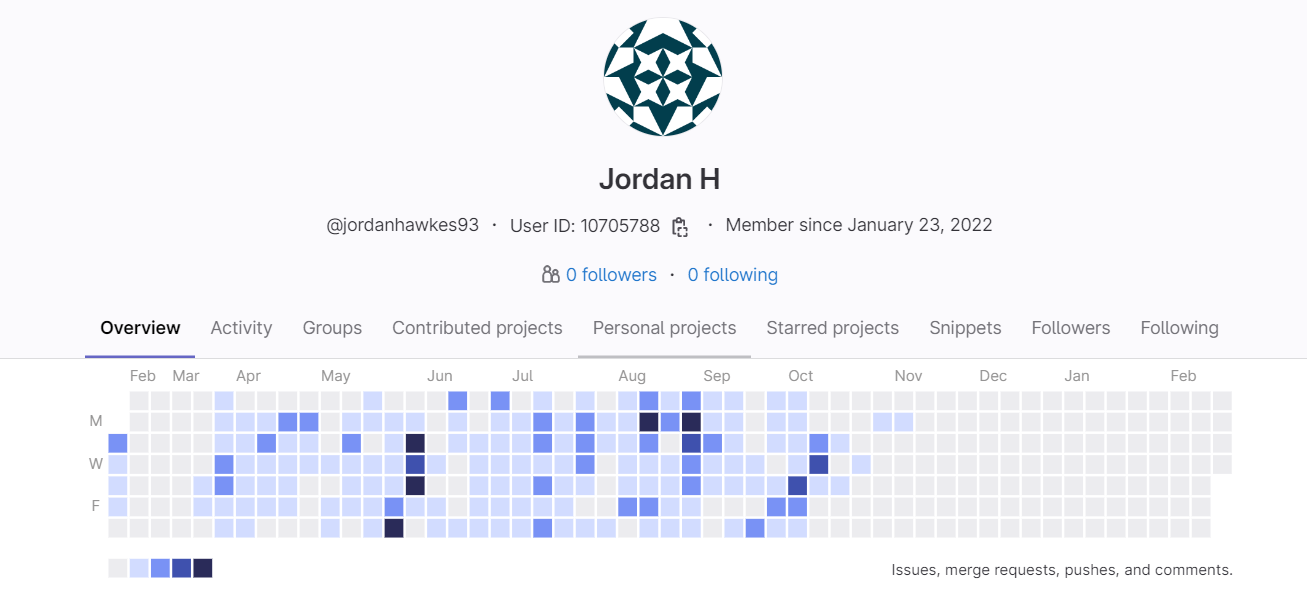 Jordan H
@jordanhawkes93 · User ID: 10705788 · Member since January 23, 2022
0 followers · 0 following
Overview Activity Groups Contributed projects Personal projects Starred projects Snippets Followers Following
Feb Mar Apr May Jun Jul Aug Sep Oct Nov Dec Jan Feb
M
W
F
Issues, merge requests, pushes, and comments.